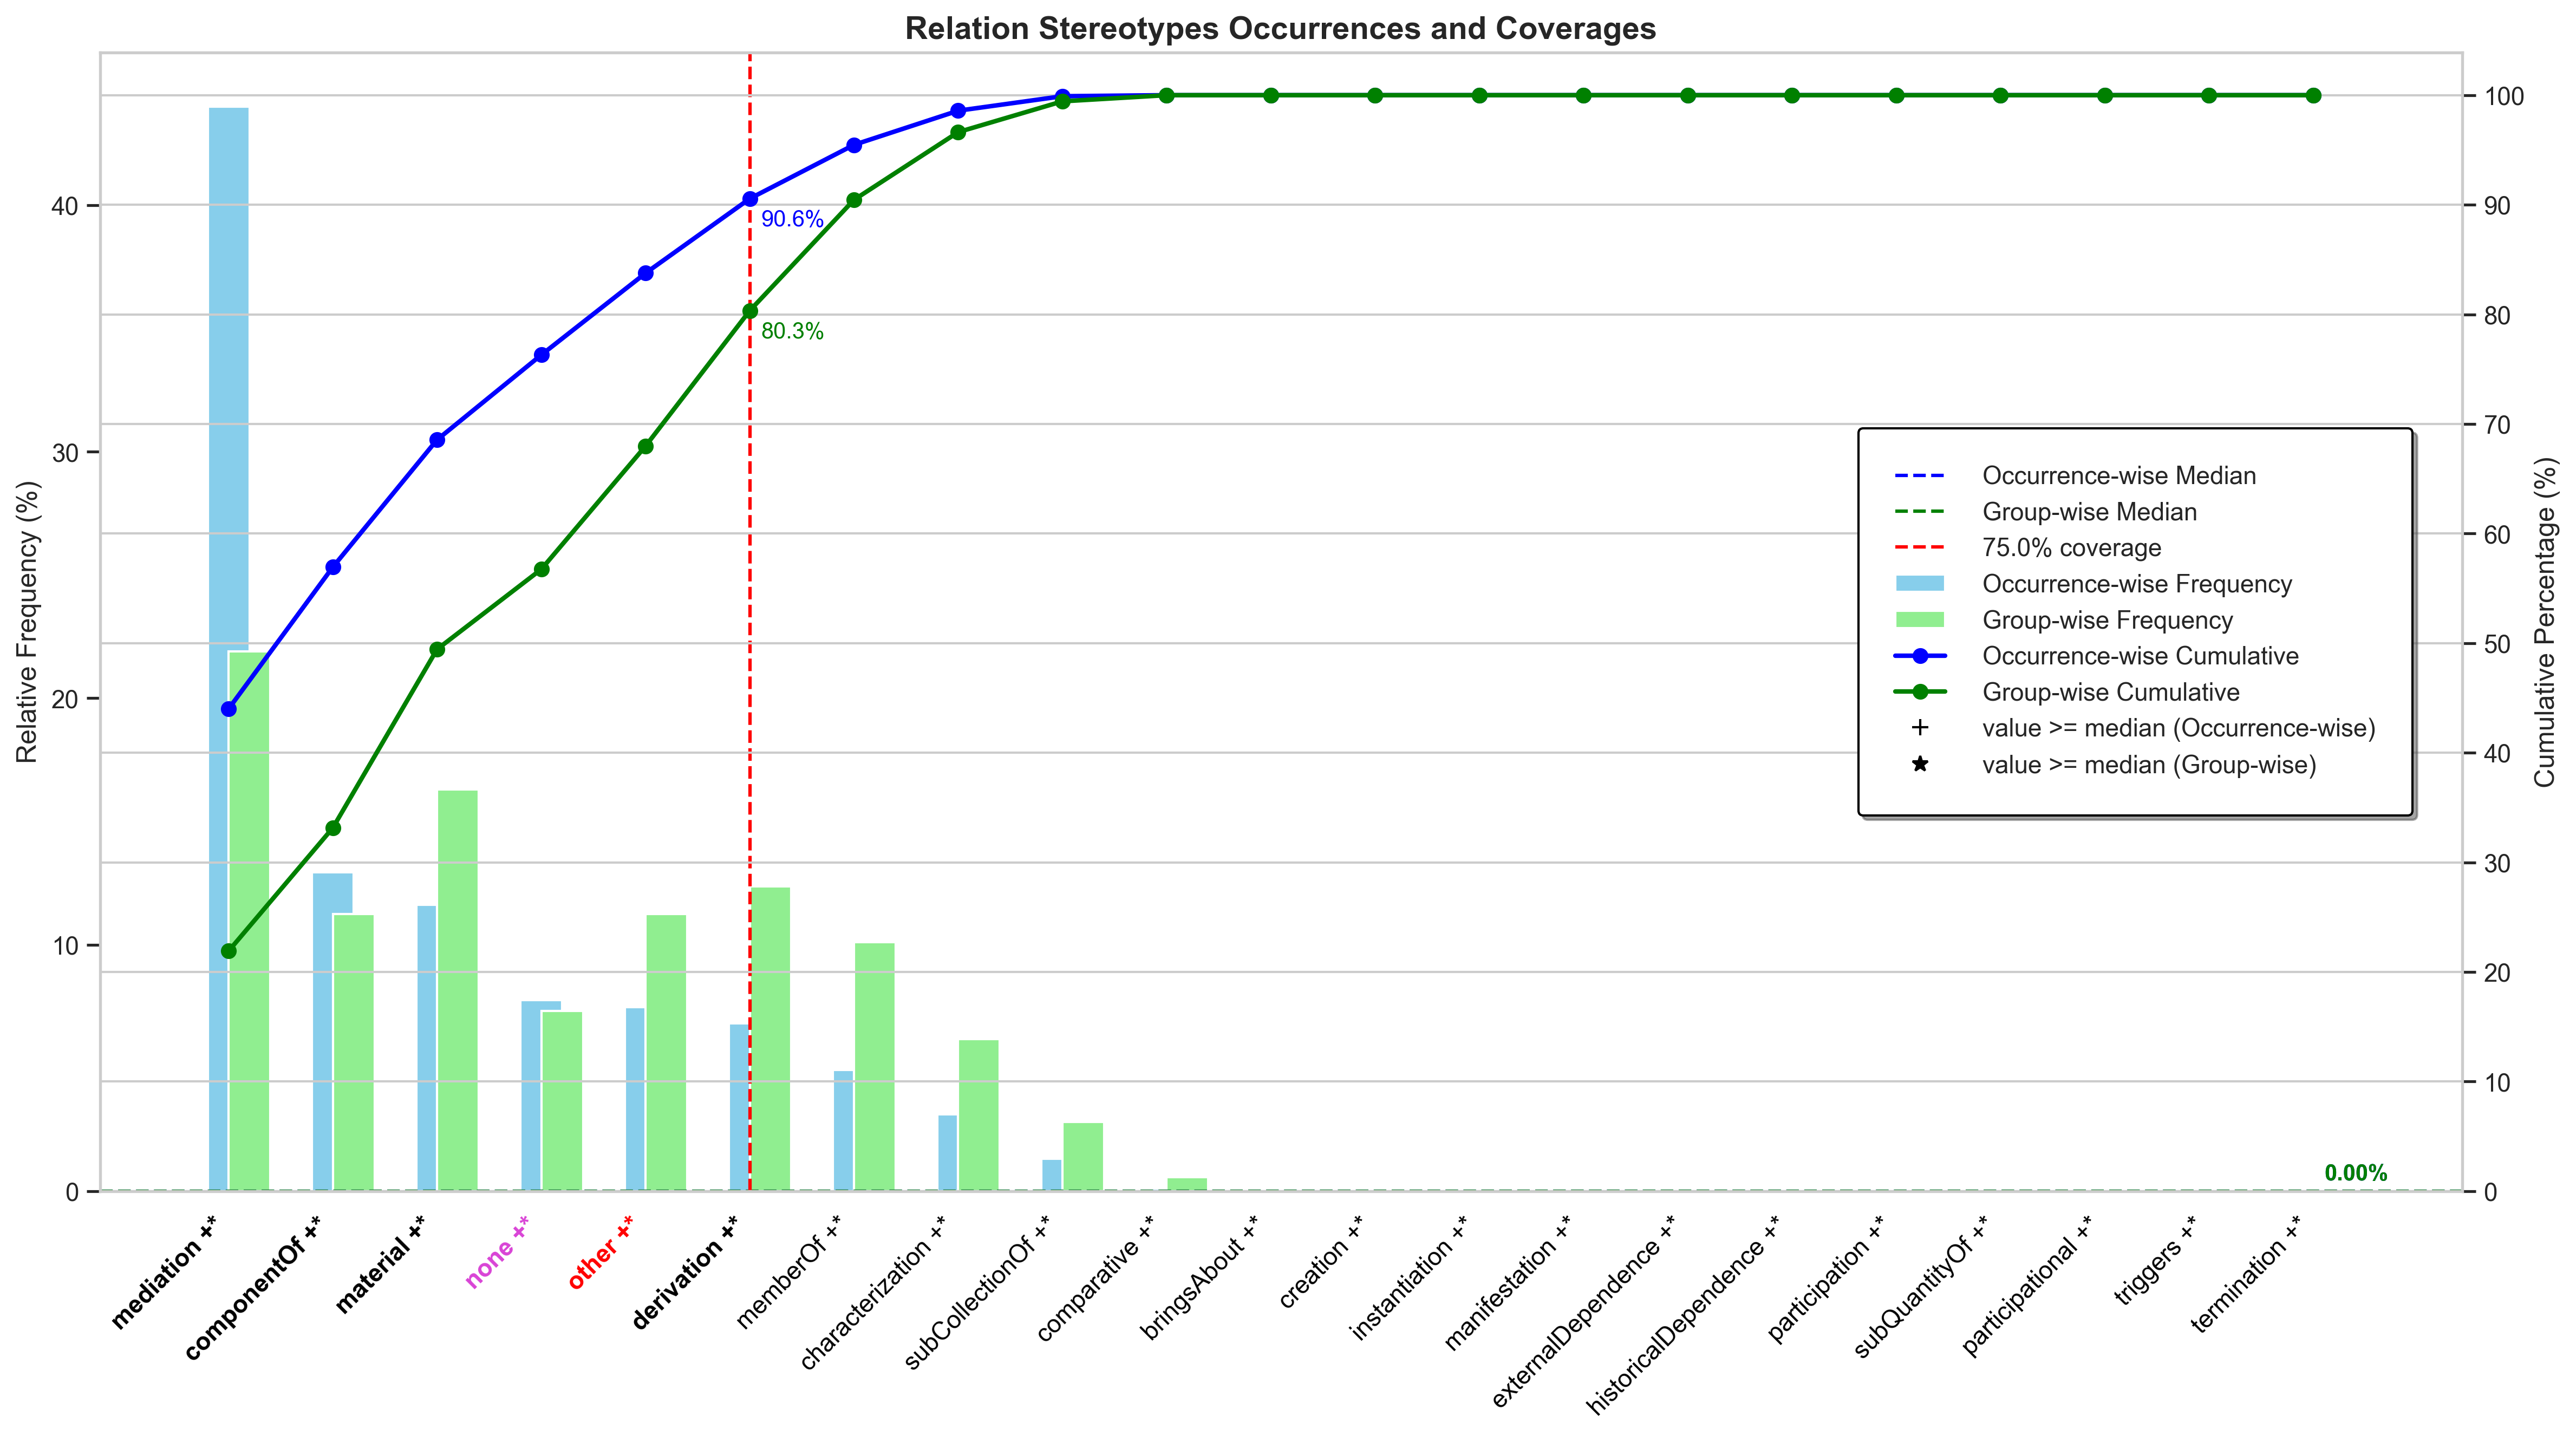 Relation Stereotypes Occurrences and Coverages
Relative Frequency (%)
40
30
20
10
0
100
90
80
70
60
50
40
30
20
10
0
Cumulative Percentage (%)
90.6%
80.3%
0.00%
Occurrence-wise Median
Group-wise Median
75.0% coverage
Occurrence-wise Frequency
Group-wise Frequency
Occurrence-wise Cumulative
Group-wise Cumulative
value >= median (Occurrence-wise)
value >= median (Group-wise)
mediation +*
componentOf +*
material +*
none +*
other +*
derivation +*
memberOf +*
characterization +*
subCollectionOf +*
comparative +*
bringsAbout +*
creation +*
instantiation +*
manifestation +*
externalDependence +*
historicalDependence +*
participation +*
subQuantityOf +*
participational +*
triggers +*
termination +*